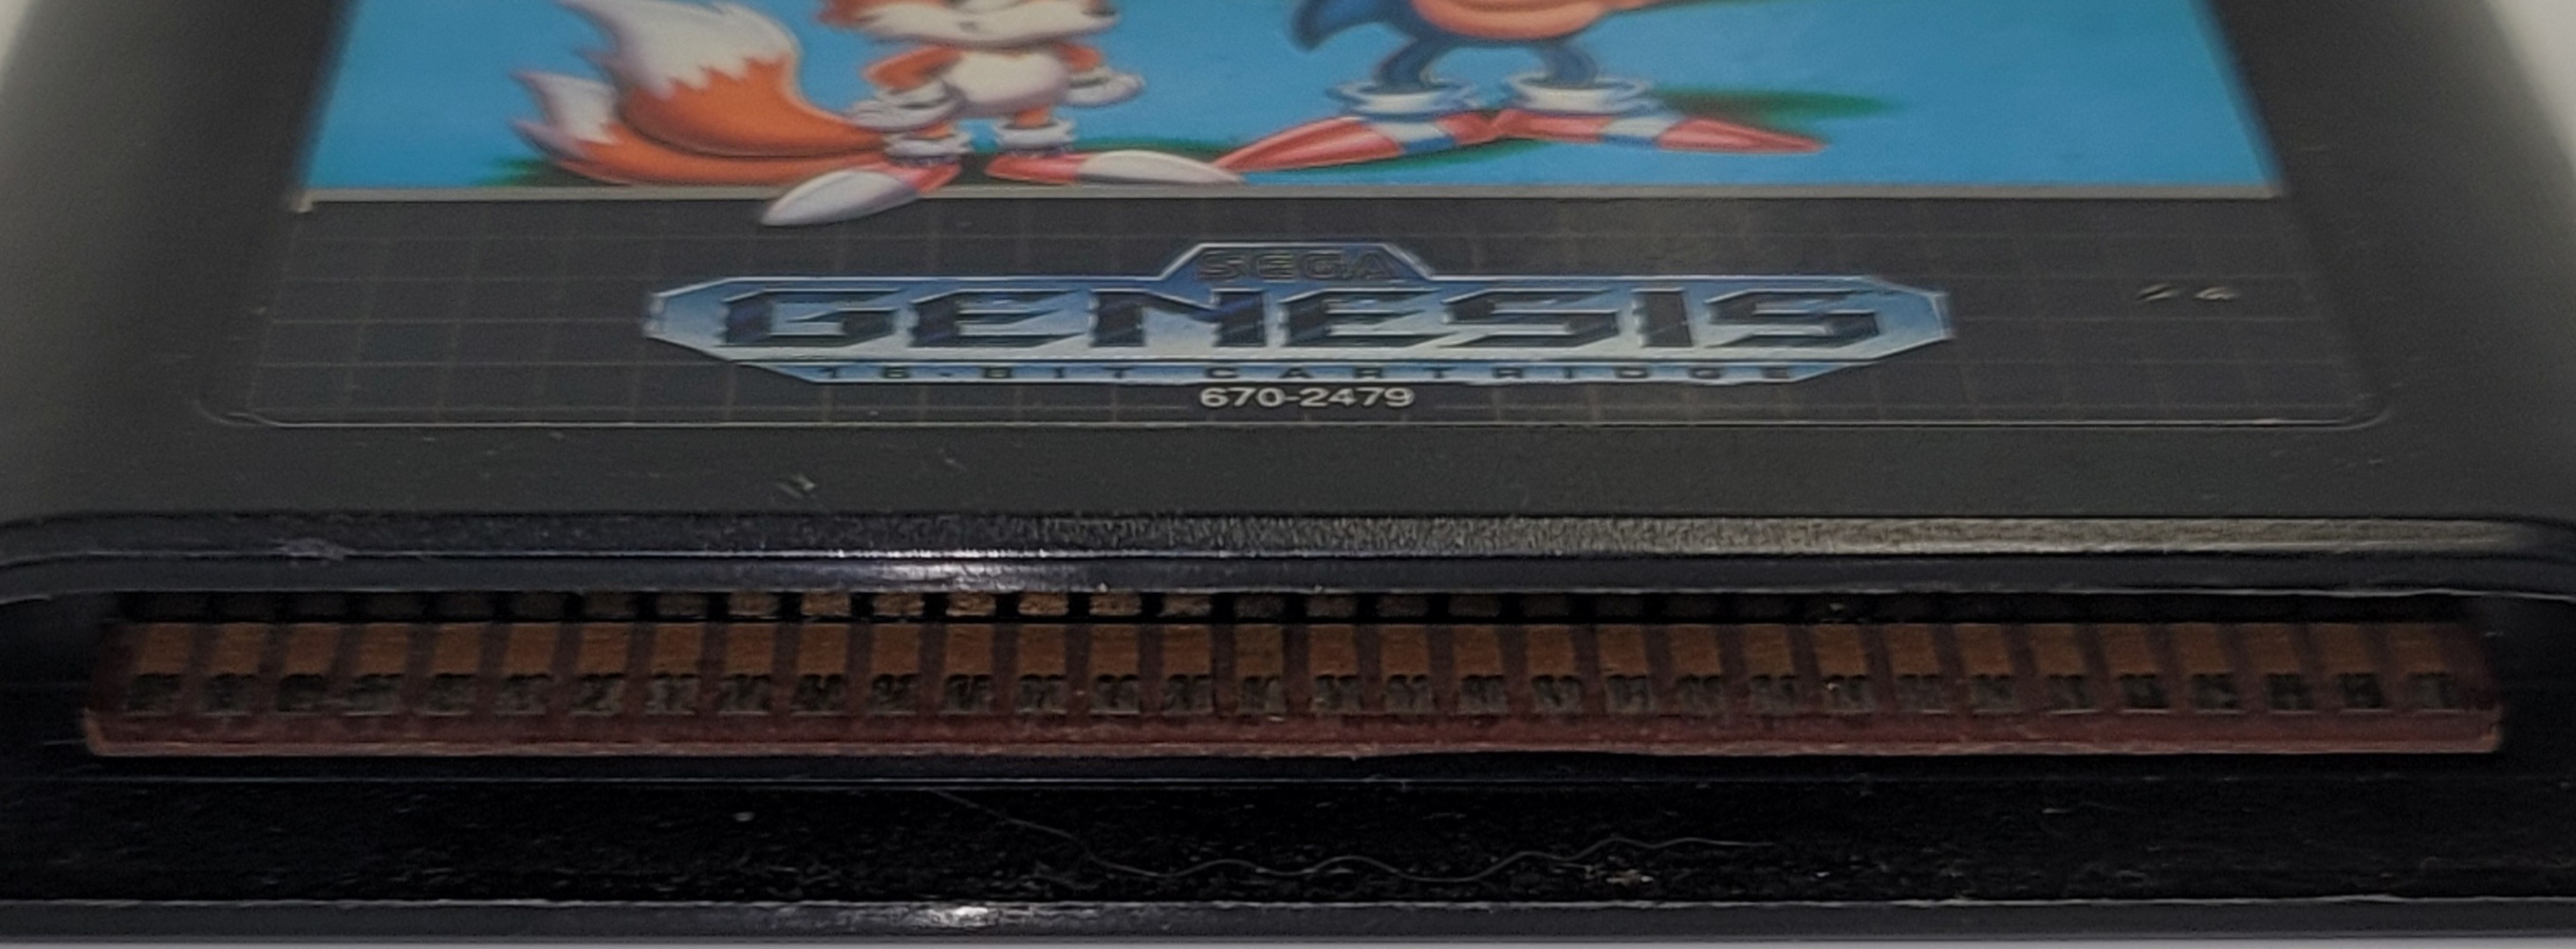 SEGA
GENESIS
16-BIT CARTRIDGE
670-2479